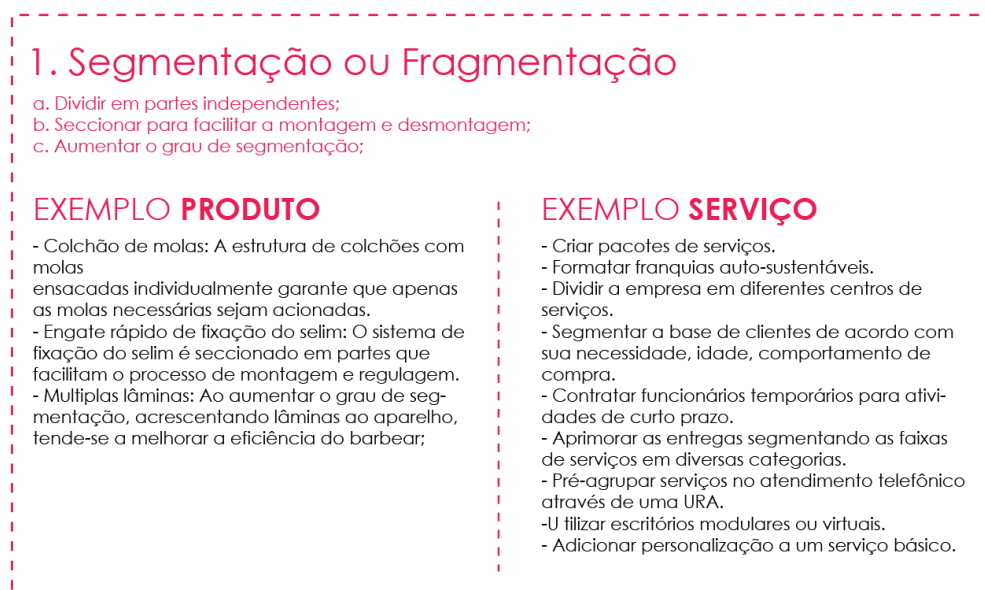 1. Segmentação ou Fragmentação
a. Dividir em partes independentes;
b. Seccionar para facilitar a montagem e desmontagem;
c. Aumentar o grau de segmentação;
EXEMPLO PRODUTO
- Colchão de molas: A estrutura de colchões com
molas
ensacadas individualmente garante que apenas
as molas necessárias sejam acionadas.
- Engate rápido de fixação do selim: O sistema de
fixação do selim é seccionado em partes que
facilitam o processo de montagem e regulagem.
- Multiplas lâminas: Ao aumentar o grau de seg-
mentação, acrescentando lâminas ao aparelho,
tende-se a melhorar a eficiência do barbear;
EXEMPLO SERVIÇO
- Criar pacotes de serviços.
- Formatar franquias auto-sustentáveis.
- Dividir a empresa em diferentes centros de
serviços.
- Segmentar a base de clientes de acordo com
sua necessidade, idade, comportamento de
compra.
- Contratar funcionários temporários para ativi-
dades de curto prazo.
- Aprimorar as entregas segmentando as faixas
de serviços em diversas categorias.
- Pré-agrupar serviços no atendimento telefônico
através de uma URA.
-U tilizar escritórios modulares ou virtuais.
- Adicionar personalização a um serviço básico.